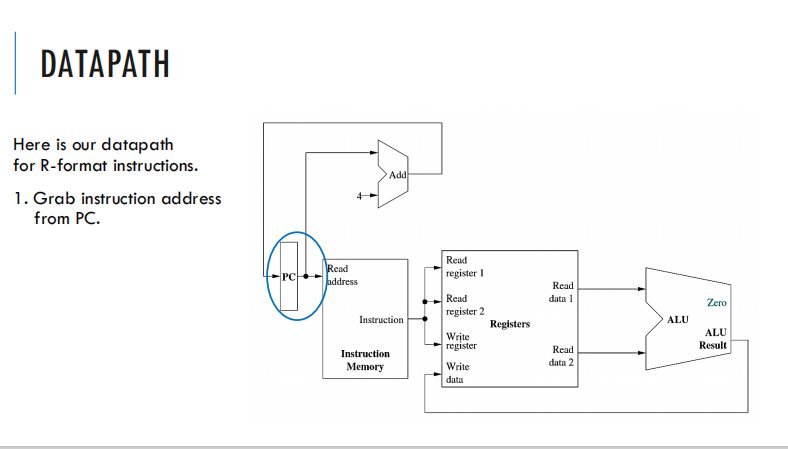 DATAPATH
Here is our datapath
for R-format instructions.
1. Grab instruction address
from PC.
Add
4
PC
Read
address
Instruction
Instruction
Memory
Read
register 1
Read
register 2
Write
register
Write
data
Registers
Read
data 1
Read
data 2
ALU
Zero
ALU
Result